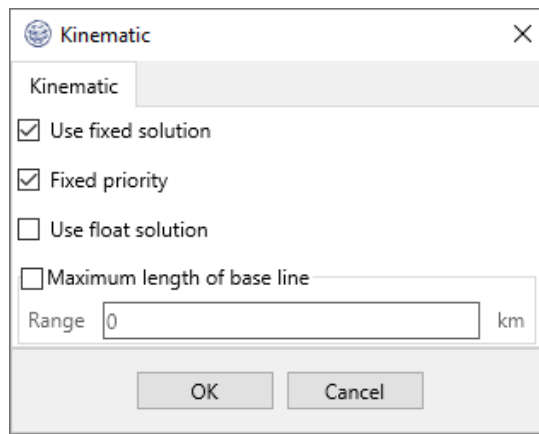 Kinematic
Kinematic
Use fixed solution
Fixed priority
Use float solution
Maximum length of base line
Range 0 km
OK Cancel